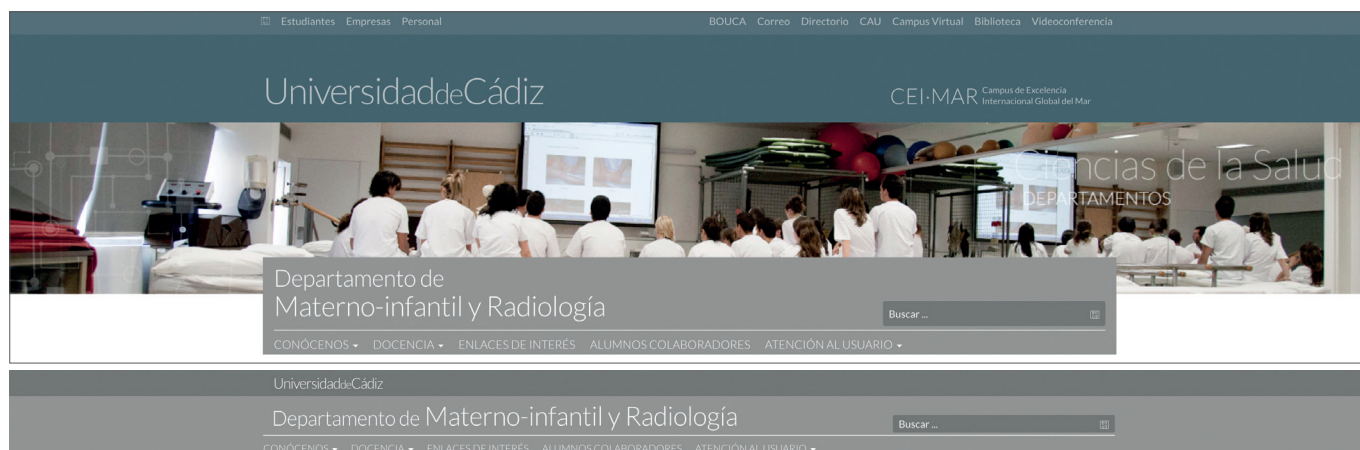 Estudiantes Empresas Personal BOUCA Correo Directorio CAU Campus Virtual Biblioteca Videoconferencia
UniversidaddeCádiz
CEI·MAR Campus de Excelencia
Internacional Global del Mar
Ciencias de la Salud
DEPARTAMENTOS
Departamento de
Materno-infantil y Radiología
Buscar ...
CONÓCENOS DOCENCIA ENLACES DE INTERÉS ALUMNOS COLABORADORES ATENCIÓN AL USUARIO
UniversidaddeCádiz
Departamento de Materno-infantil y Radiología
Buscar ...
CONÓCENOS DOCENCIA ENLACES DE INTERÉS ALUMNOS COLABORADORES ATENCIÓN AL USUARIO